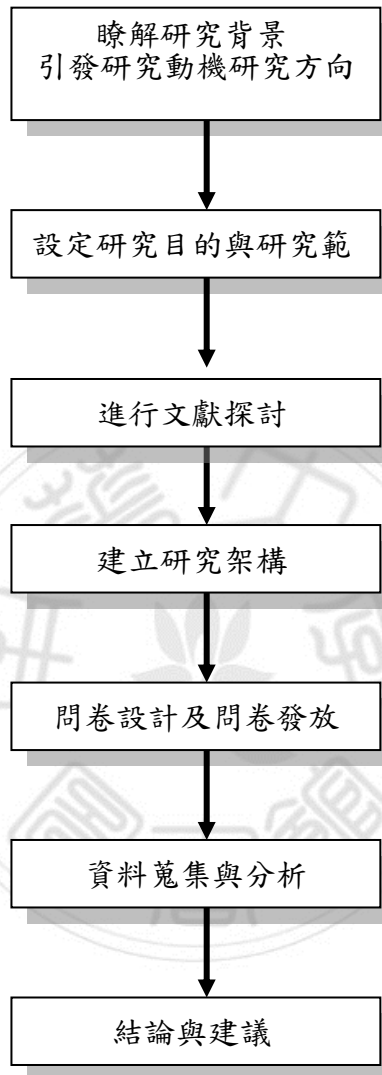 瞭解研究背景
引發研究動機研究方向
設定研究目的與研究範
進行文獻探討
建立研究架構
問卷設計及問卷發放
資料蒐集與分析
結論與建議